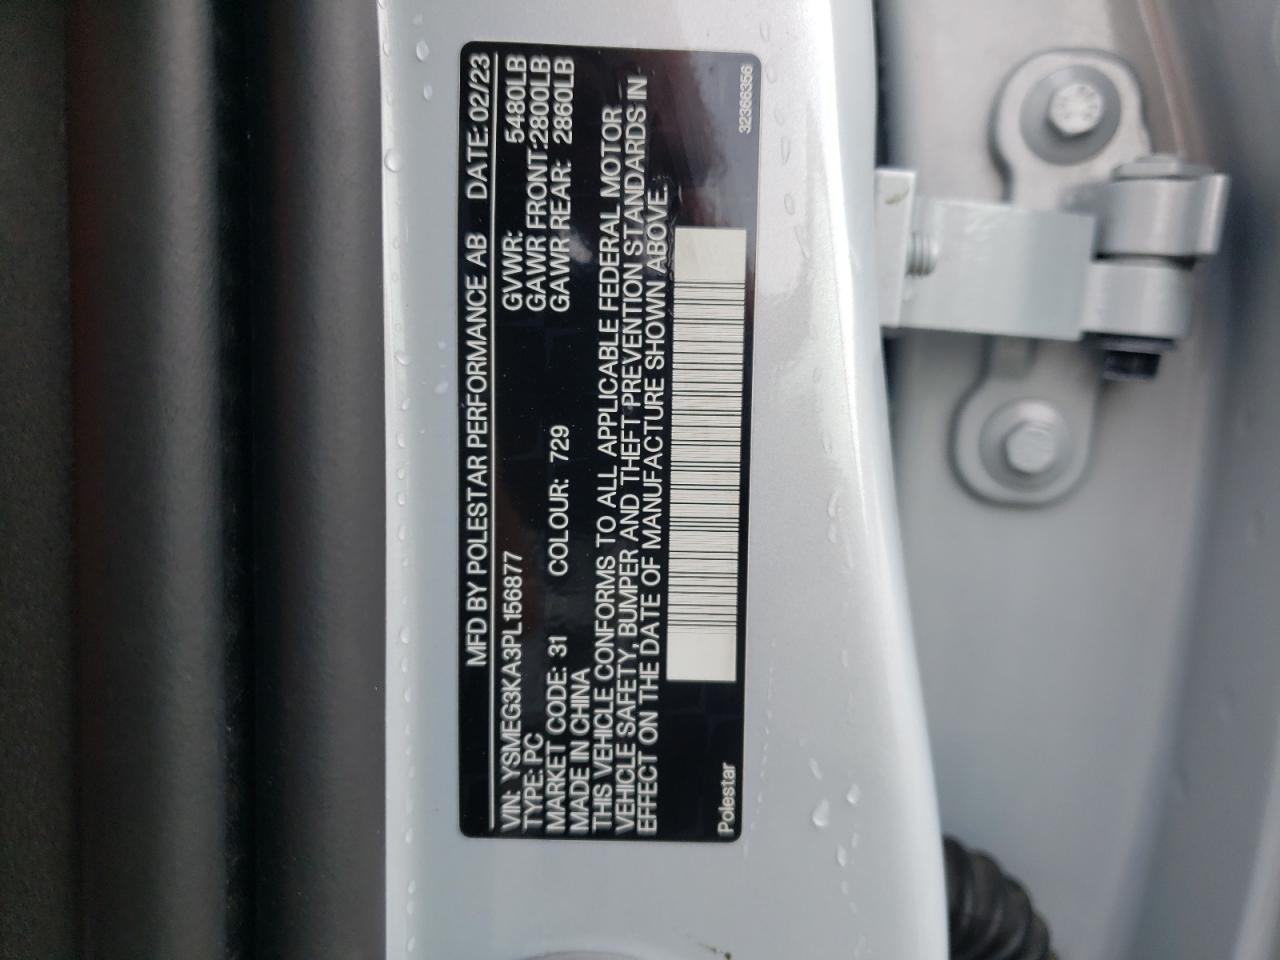 MFD BY POLESTAR PERFORMANCE AB DATE: 02/23
VIN: YSMEG3KA3PL156877 GVWR: 5480LB
TYPE: PC GAWR FRONT: 2800LB
MARKET CODE: 31 COLOUR: 729 GAWR REAR: 2860LB
MADE IN CHINA
THIS VEHICLE CONFORMS TO ALL APPLICABLE FEDERAL MOTOR
VEHICLE SAFETY, BUMPER AND THEFT PREVENTION STANDARDS IN
EFFECT ON THE DATE OF MANUFACTURE SHOWN ABOVE.
Polestar 32366356